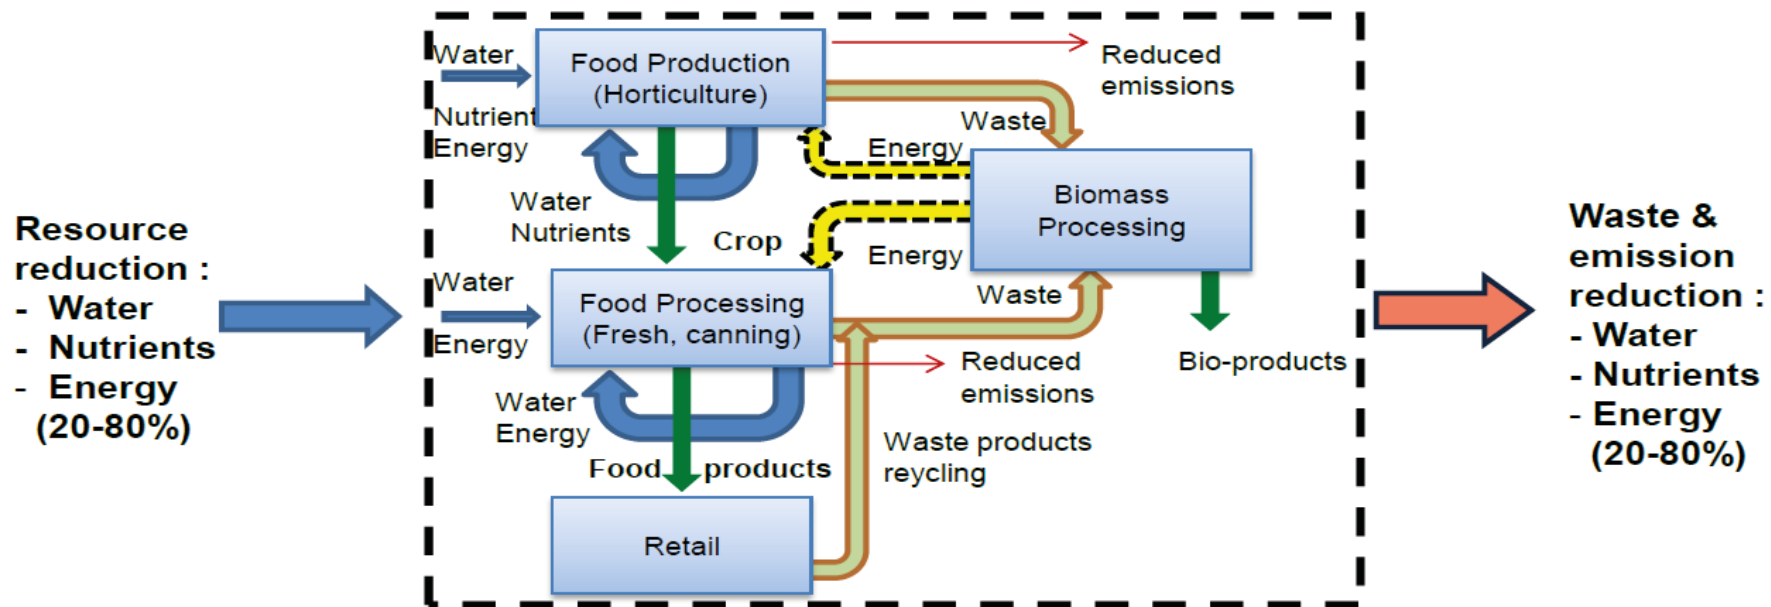 Resource
reduction :
- Water
- Nutrients
- Energy
(20-80%)
Water
Nutrient
Energy
Food Production
(Horticulture)
Reduced
emissions
Waste
Energy
Water
Nutrients
Crop
Biomass
Processing
Energy
Water
Energy
Food Processing
(Fresh, canning)
Waste
Reduced
emissions
Bio-products
Water
Energy
Waste products
reycling
Food products
Retail
Waste &
emission
reduction :
- Water
- Nutrients
- Energy
(20-80%)